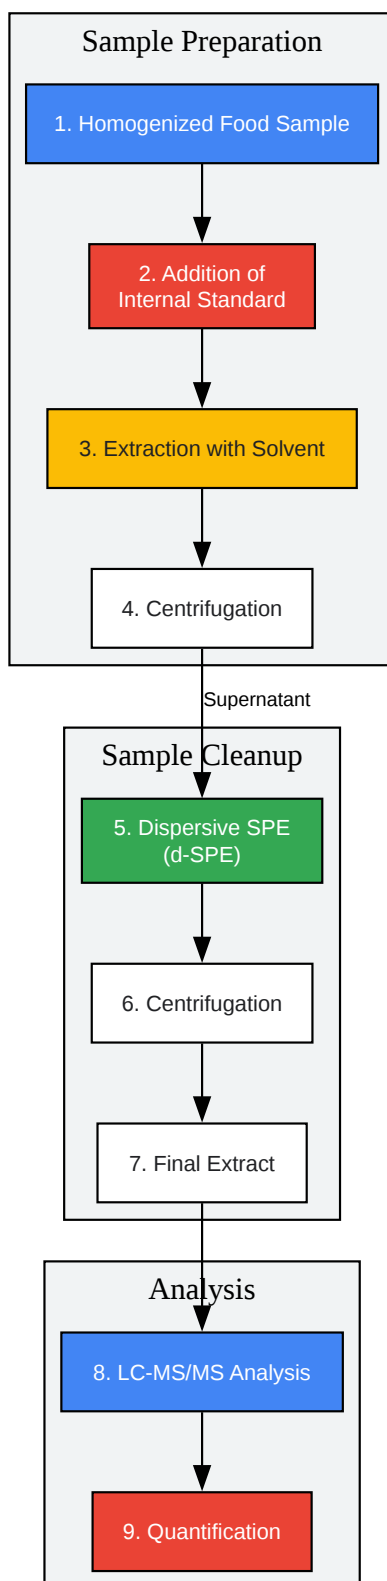 Sample Preparation
1. Homogenized Food Sample
2. Addition of
Internal Standard
3. Extraction with Solvent
4. Centrifugation
Supernatant
Sample Cleanup
5. Dispersive SPE
(d-SPE)
6. Centrifugation
7. Final Extract
Analysis
8. LC-MS/MS Analysis
9. Quantification